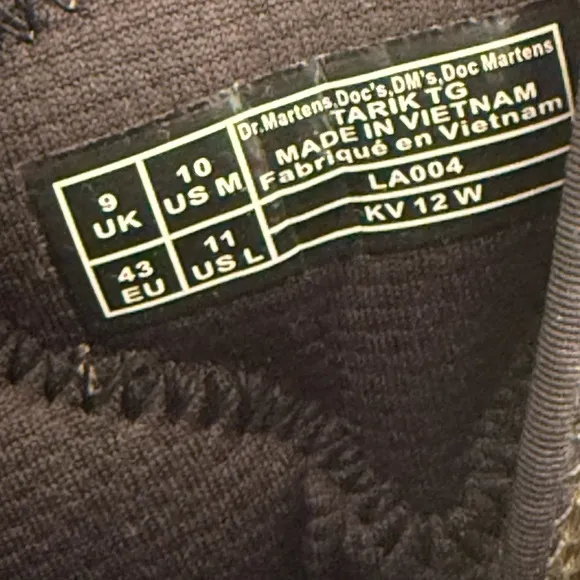 9
UK
10
US M
43
EU
11
US L
Dr.Martens,Doc's,DM's,Doc Martens
TARIK TG
MADE IN VIETNAM
Fabriqué en Vietnam
LA004
KV 12 W